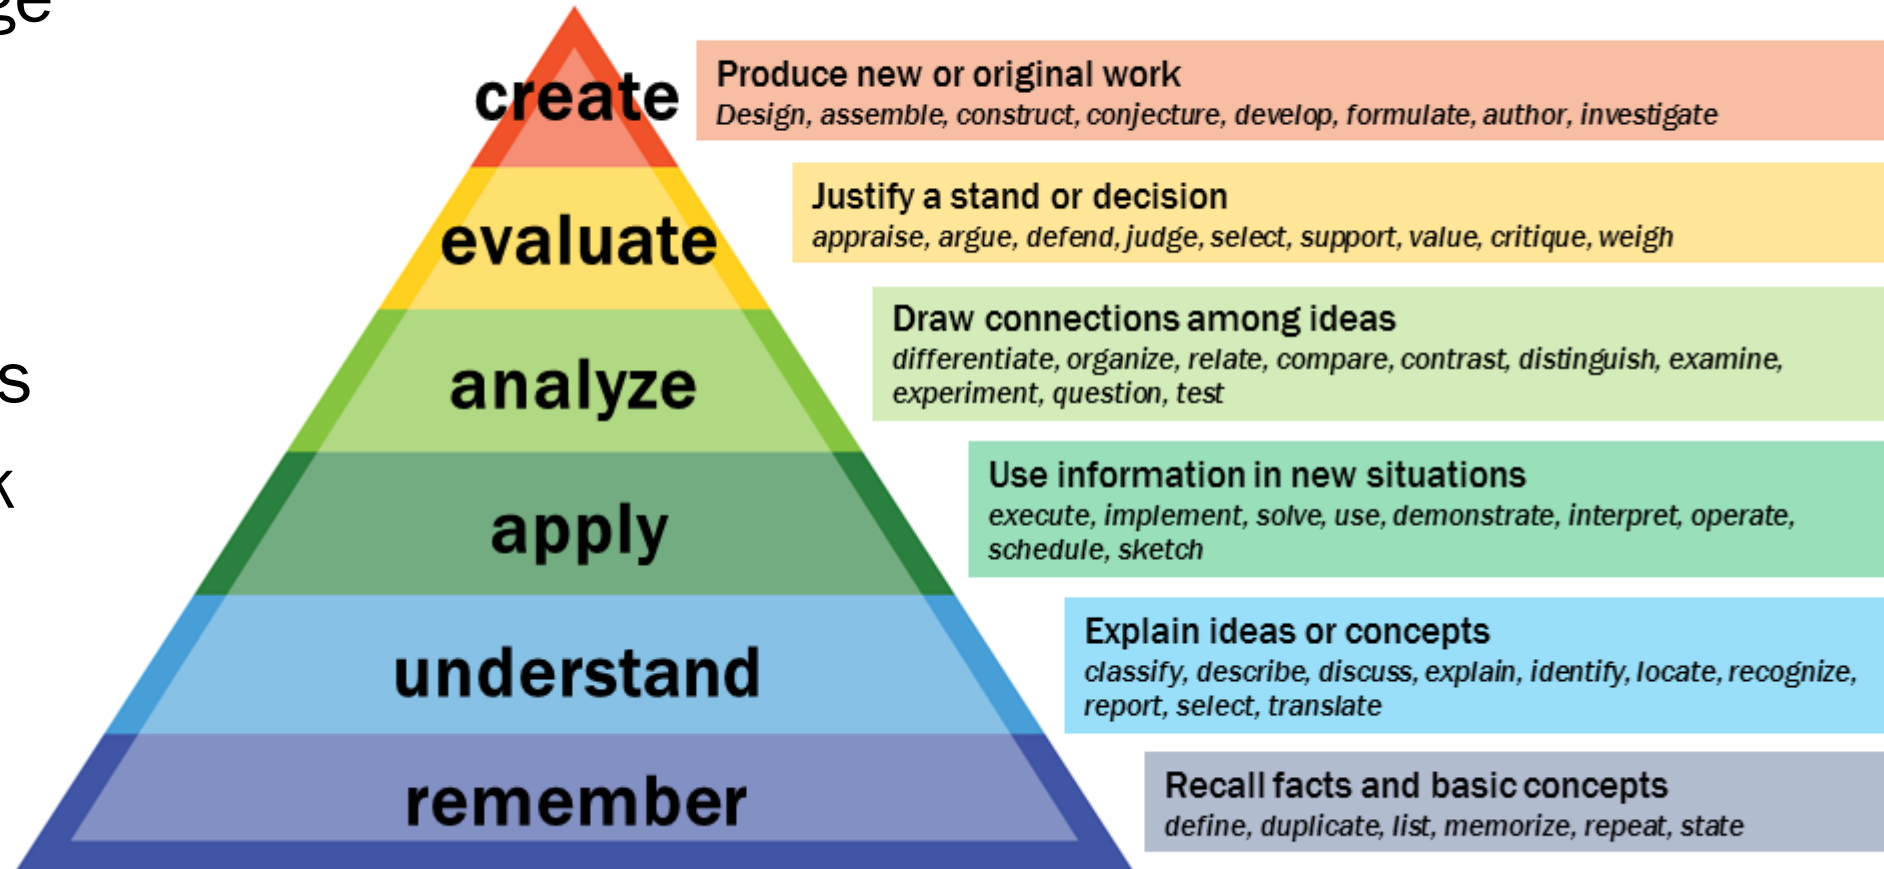 ge
create
Produce new or original work
Design, assemble, construct, conjecture, develop, formulate, author, investigate
evaluate
Justify a stand or decision
appraise, argue, defend, judge, select, support, value, critique, weigh
analyze
Draw connections among ideas
differentiate, organize, relate, compare, contrast, distinguish, examine,
experiment, question, test
s
k
apply
Use information in new situations
execute, implement, solve, use, demonstrate, interpret, operate,
schedule, sketch
understand
Explain ideas or concepts
classify, describe, discuss, explain, identify, locate, recognize,
report, select, translate
remember
Recall facts and basic concepts
define, duplicate, list, memorize, repeat, state